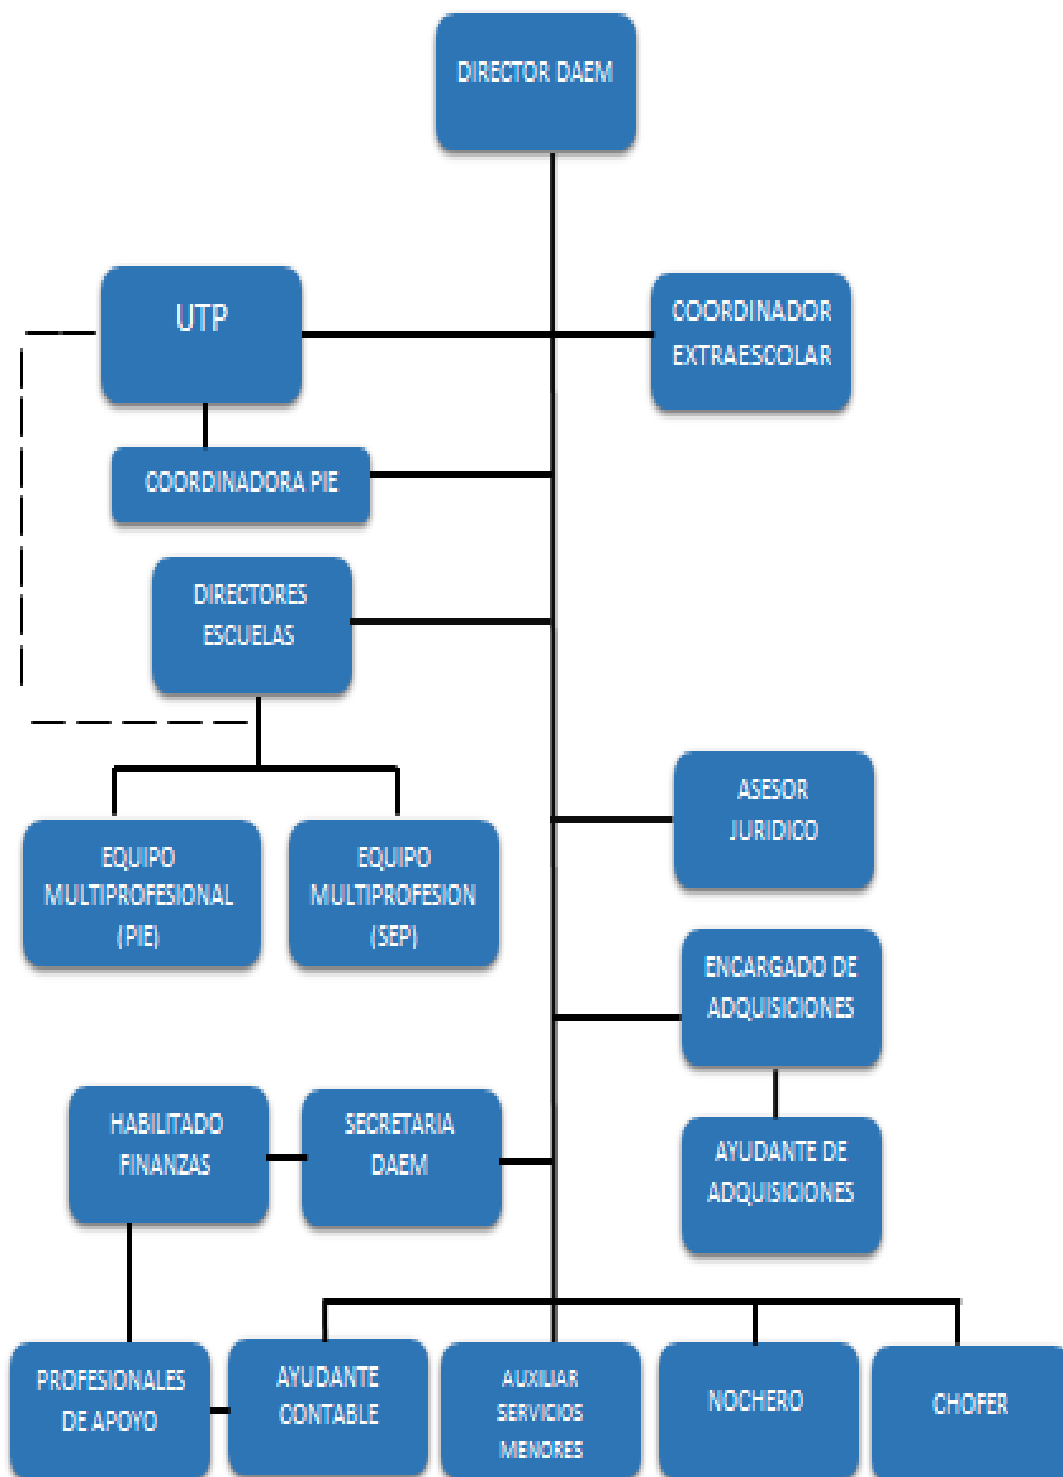 DIRECTOR DAEM
UTP
COORDINADOR
EXTRAESCOLAR
COORDINADORA PIE
DIRECTORES
ESCUELAS
EQUIPO
MULTIPROFESIONAL
(PIE)
EQUIPO
MULTIPROFESION
(SEP)
ASESOR
JURIDICO
ENCARGADO DE
ADQUISICIONES
HABILITADO
FINANZAS
SECRETARIA
DAEM
AYUDANTE DE
ADQUISICIONES
PROFESIONALES
DE APOYO
AYUDANTE
CONTABLE
AUXILIAR
SERVICIOS
MENORES
NOCHERO
CHOFER